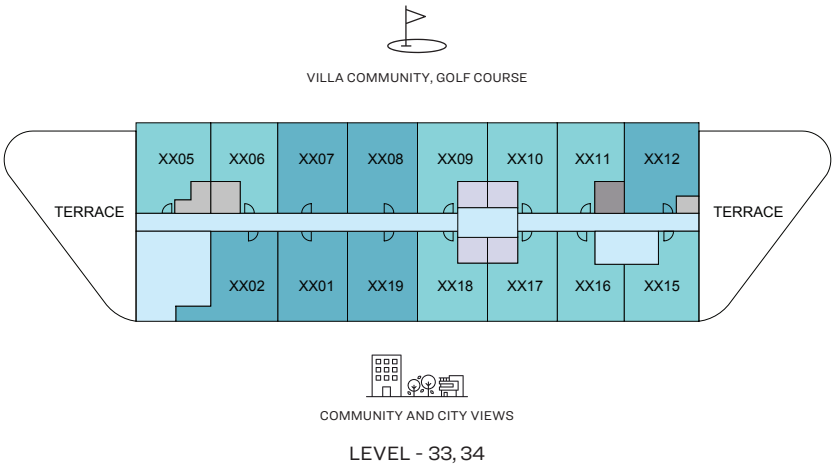 VILLA COMMUNITY, GOLF COURSE
XX05 XX06 XX07 XX08 XX09 XX10 XX11 XX12
TERRACE TERRACE
XX02 XX01 XX19 XX18 XX17 XX16 XX15
COMMUNITY AND CITY VIEWS
LEVEL - 33, 34